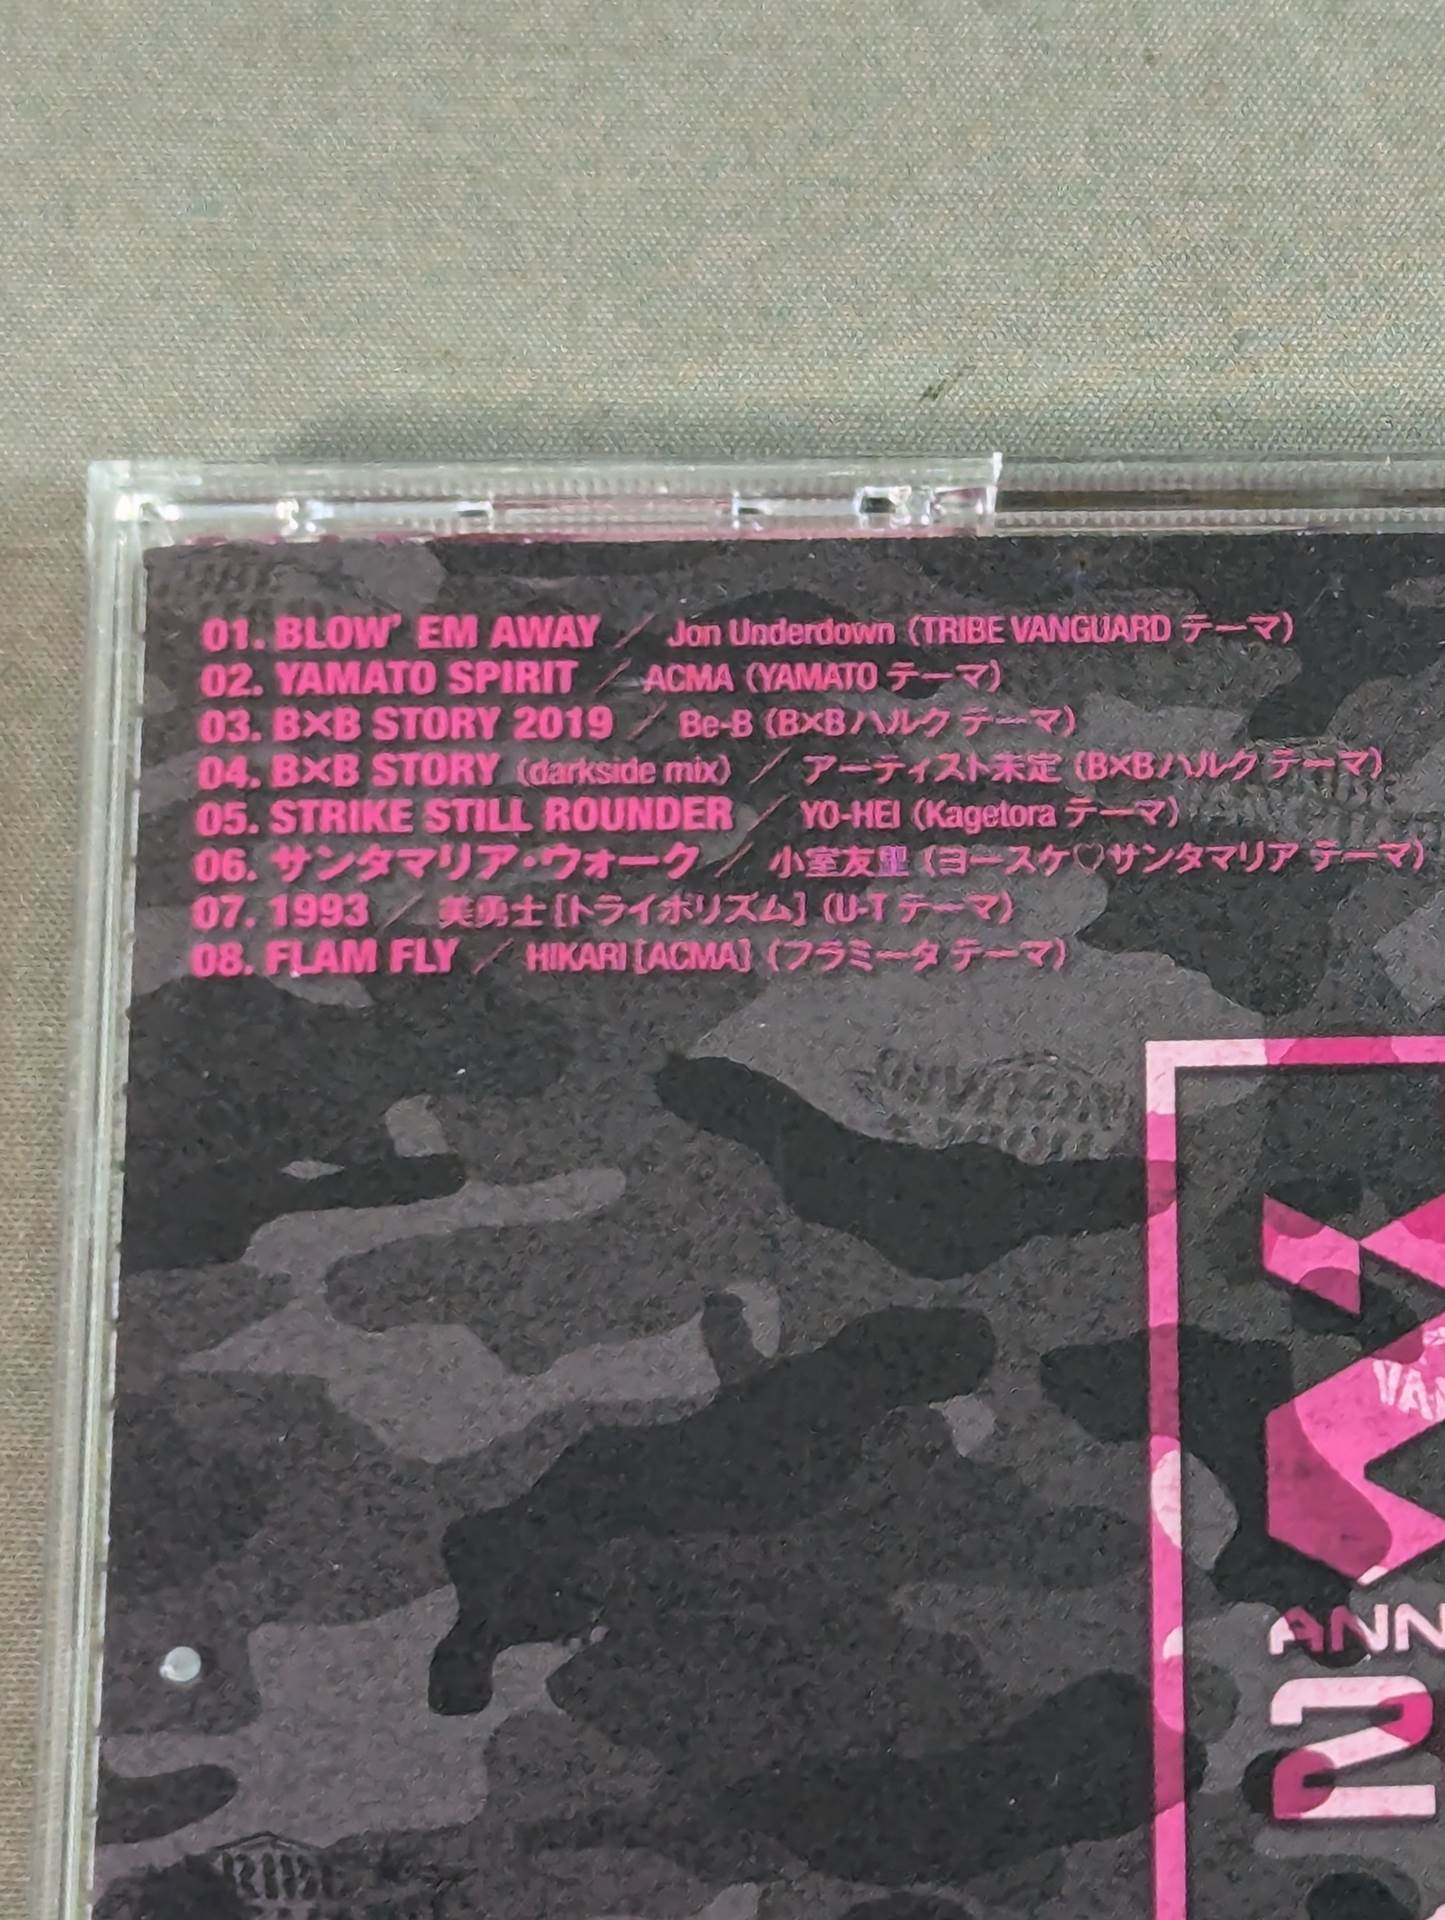 01. BLOW' EM AWAY ／ Jon Underdown（TRIBE VANGUARD テーマ）
02. YAMATO SPIRIT ／ ACMA（YAMATO テーマ）
03. B×B STORY 2019 ／ Be-B（B×Bハルク テーマ）
04. B×B STORY（darkside mix）／ アーティスト未定（B×Bハルク テーマ）
05. STRIKE STILL ROUNDER ／ YO-HEI（Kagetora テーマ）
06. サンタマリア・ウォーク ／ 小室友里（ヨースケ♡サンタマリア テーマ）
07. 1993 ／ 美勇士［トライポリズム］（U-T テーマ）
08. FLAM FLY ／ HIKARI［ACMA］（フラミータ テーマ）
ANN
2